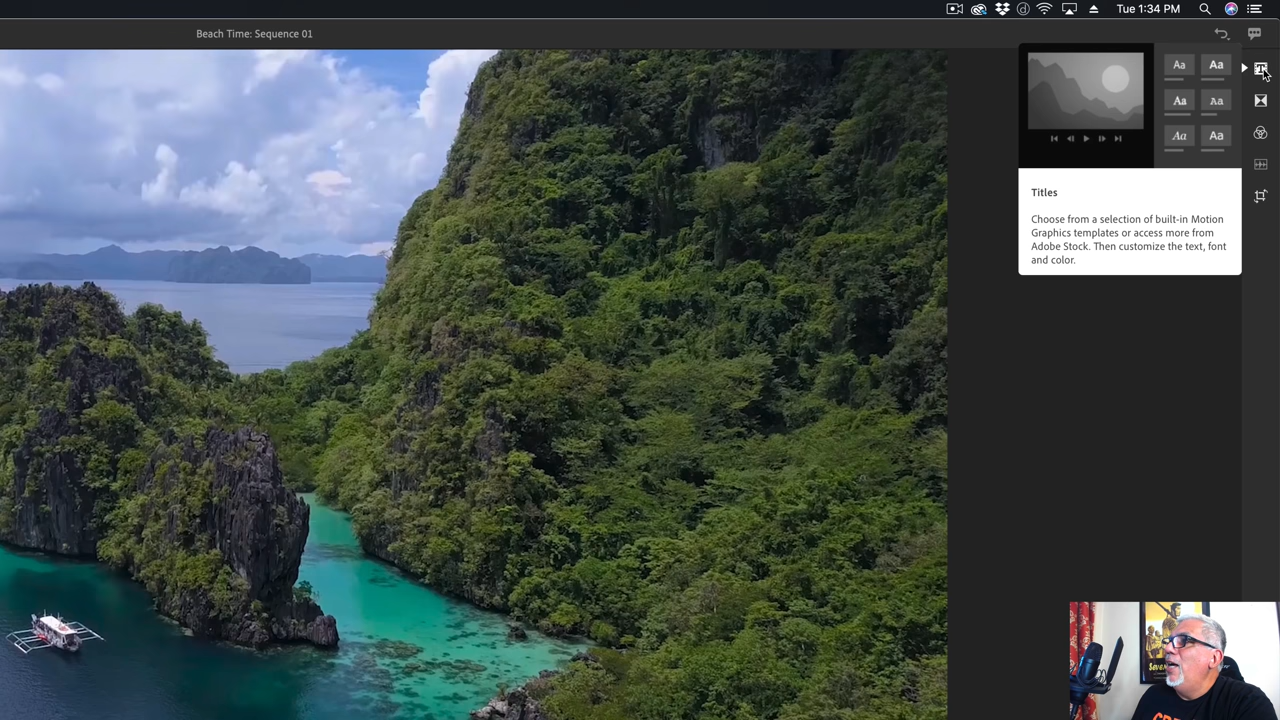 Tue 1:34 PM
Beach Time: Sequence 01
Aa Aa
Aa Aa
Aa Aa
Titles
Choose from a selection of built-in Motion
Graphics templates or access more from
Adobe Stock. Then customize the text, font
and color.